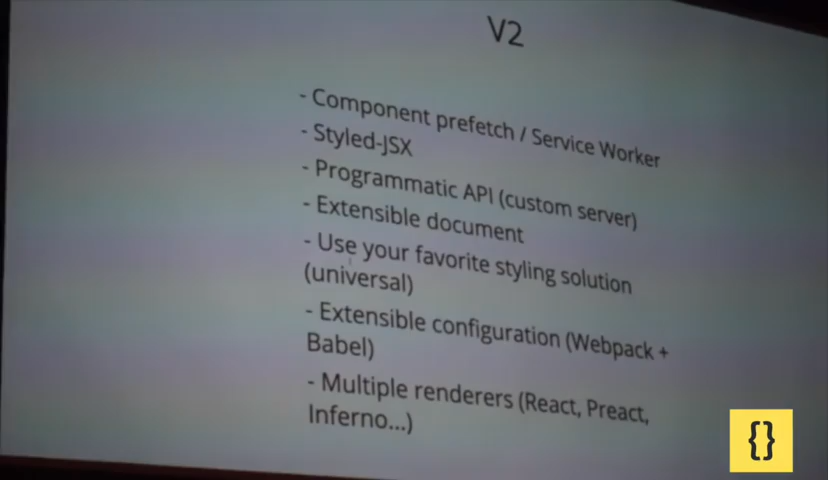 V2
- Component prefetch / Service Worker
- Styled-JSX
- Programmatic API (custom server)
- Extensible document
- Use your favorite styling solution
(universal)
- Extensible configuration (Webpack +
Babel)
- Multiple renderers (React, Preact,
Inferno...)
{}